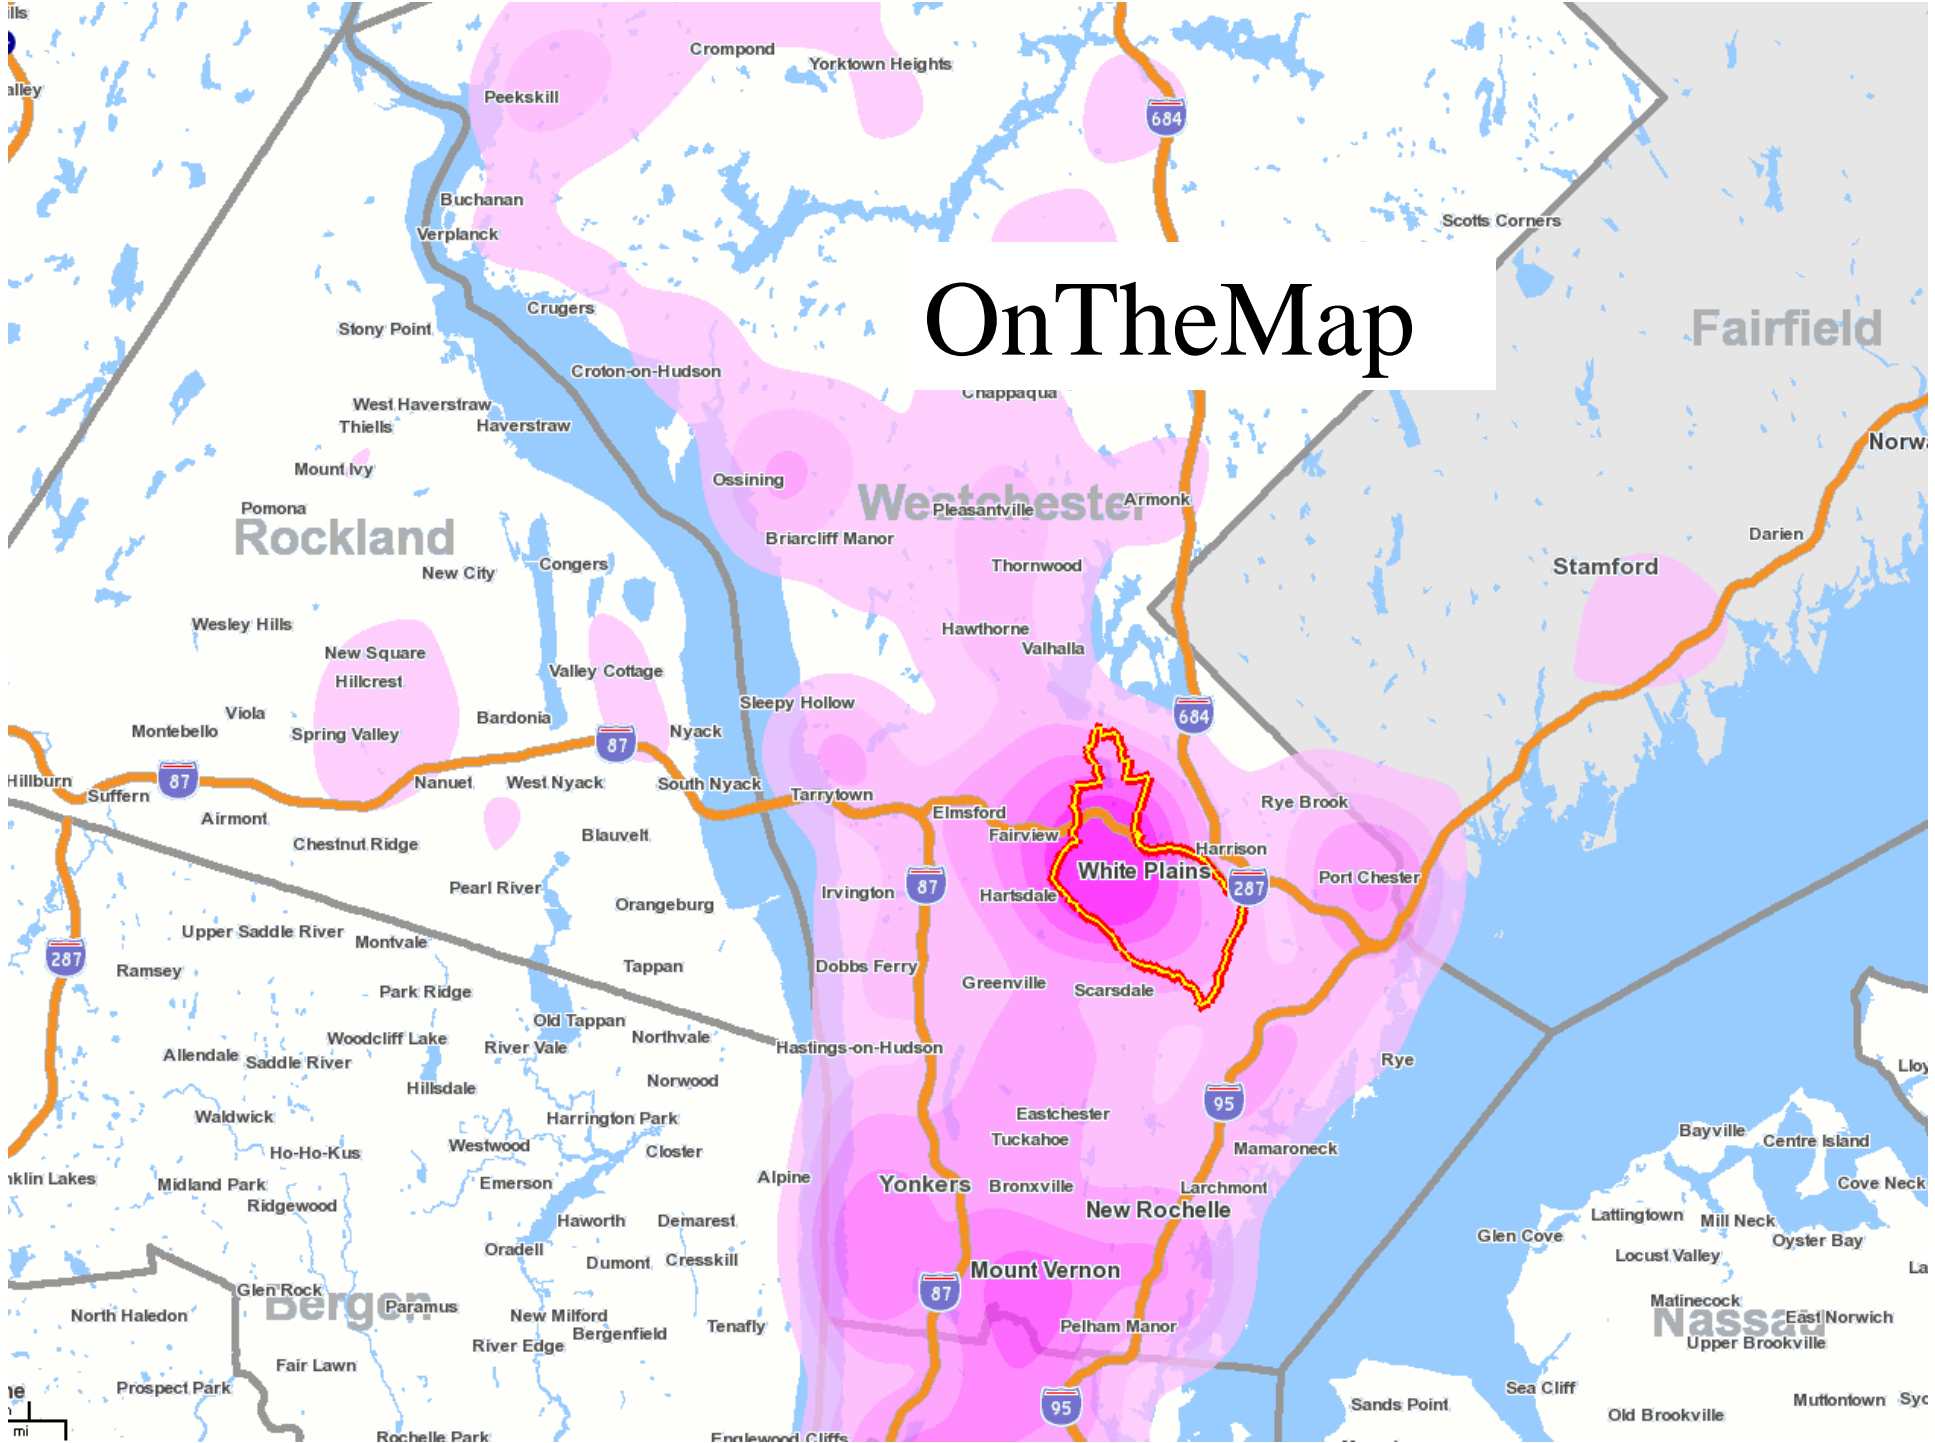 ills
Crompond
Yorktown Heights
alley
Peekskill
684
Buchanan
Scotts Corners
Verplanck
Crugers
OnTheMap
Stony Point
Fairfield
Croton-on-Hudson
Chappaqua
West Haverstraw
Thiells
Haverstraw
Norwa
Mount Ivy
Ossining
Westchester
Armonk
Pomona
Pleasantville
Rockland
Briarcliff Manor
Darien
New City
Congers
Thornwood
Stamford
Wesley Hills
Hawthorne
New Square
Valhalla
Hillcrest
Valley Cottage
Sleepy Hollow
Viola
Bardonia
684
Montebello
Spring Valley
87
Nyack
Hillburn
87
Nanuet
West Nyack
South Nyack
Suffern
Tarrytown
Rye Brook
Airmont
Elmsford
Chestnut Ridge
Blauvelt
Fairview
Harrison
White Plains
Port Chester
Pearl River
Irvington
87
Hartsdale
287
Orangeburg
Upper Saddle River
Montvale
287
Ramsey
Tappan
Dobbs Ferry
Greenville
Scarsdale
Park Ridge
Old Tappan
Woodcliff Lake
Northvale
Allendale
Saddle River
River Vale
Hastings-on-Hudson
Rye
Lloy
Hillsdale
Norwood
95
Waldwick
Harrington Park
Eastchester
Bayville
Centre Island
Ho-Ho-Kus
Westwood
Closter
Tuckahoe
Mamaroneck
nklin Lakes
Midland Park
Emerson
Alpine
Yonkers
Bronxville
Larchmont
Cove Neck
Ridgewood
New Rochelle
Haworth
Demarest
Lattingtown
Mill Neck
Glen Cove
Oyster Bay
Oradell
Dumont
Cresskill
Mount Vernon
Locust Valley
La
Glen Rock
87
Bergen
Paramus
Matinecock
North Haledon
New Milford
Nassau
East Norwich
Bergenfield
Tenafly
Pelham Manor
River Edge
Upper Brookville
Fair Lawn
ne
Prospect Park
Sea Cliff
Sands Point
95
Muttontown
Syo
Old Brookville
mi
Rochelle Park
Englewood Cliffs